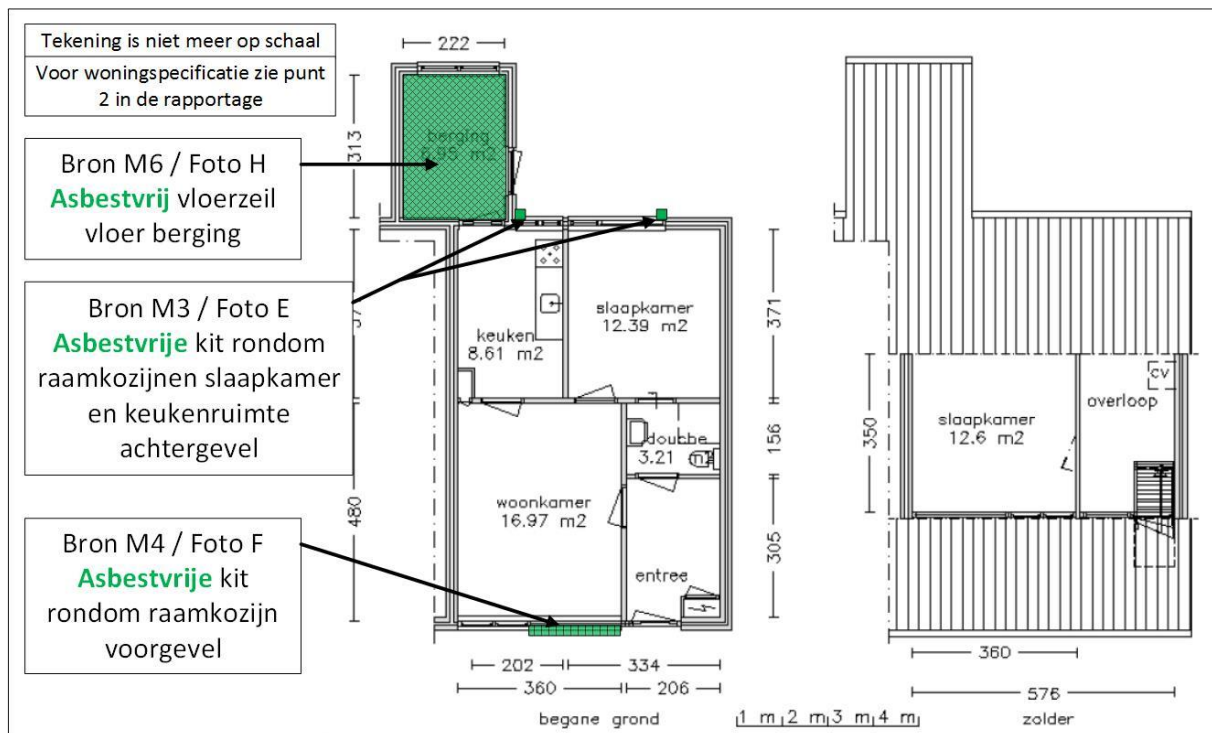 Tekening is niet meer op schaal
Voor woningspecificatie zie punt
2 in de rapportage
Bron M6 / Foto H
Asbestvrij vloerzeil
vloer berging
Bron M3 / Foto E
Asbestvrije kit rondom
raamkozijnen slaapkamer
en keukenruimte
achtergevel
Bron M4 / Foto F
Asbestvrije kit
rondom raamkozijn
voorgevel
222
313
berging
6.95 m2
480
keuken
8.61 m2
slaapkamer
12.39 m2
371
douche
3.21 m2
156
woonkamer
16.97 m2
305
entree
202
334
360
206
begane grond
1 m 2 m 3 m 4 m
cv
overloop
slaapkamer
12.6 m2
350
360
576
zolder